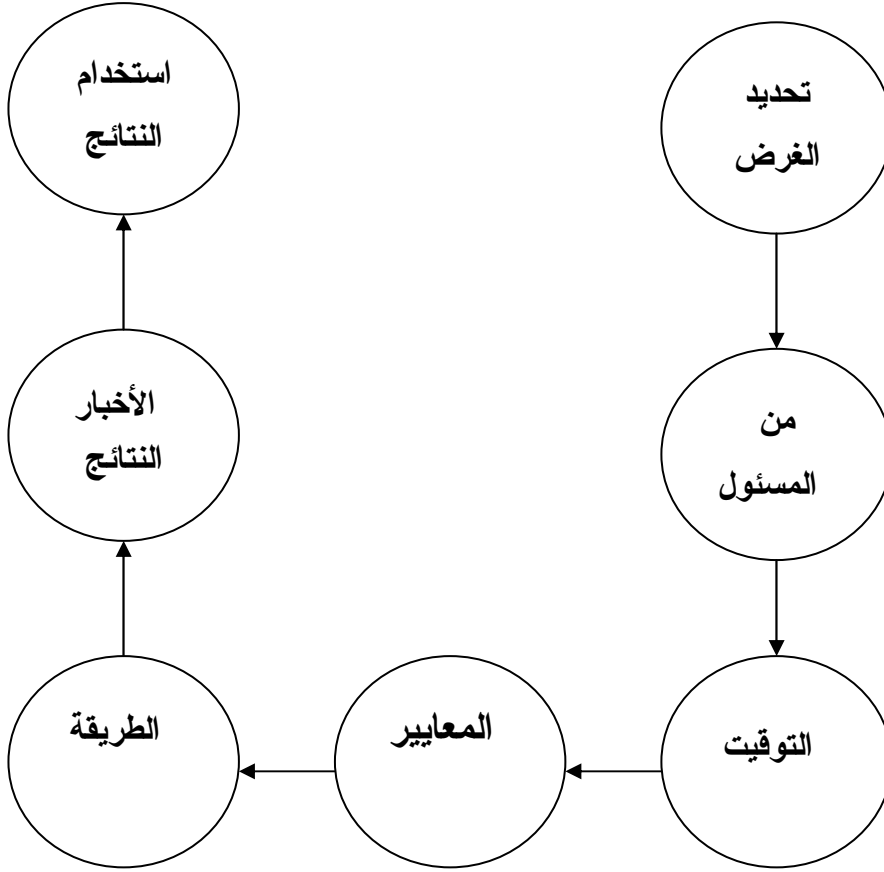 تحديد
الغرض
من
المسئول
التوقيت
المعايير
الطريقة
الأخبار
النتائج
استخدام
النتائج